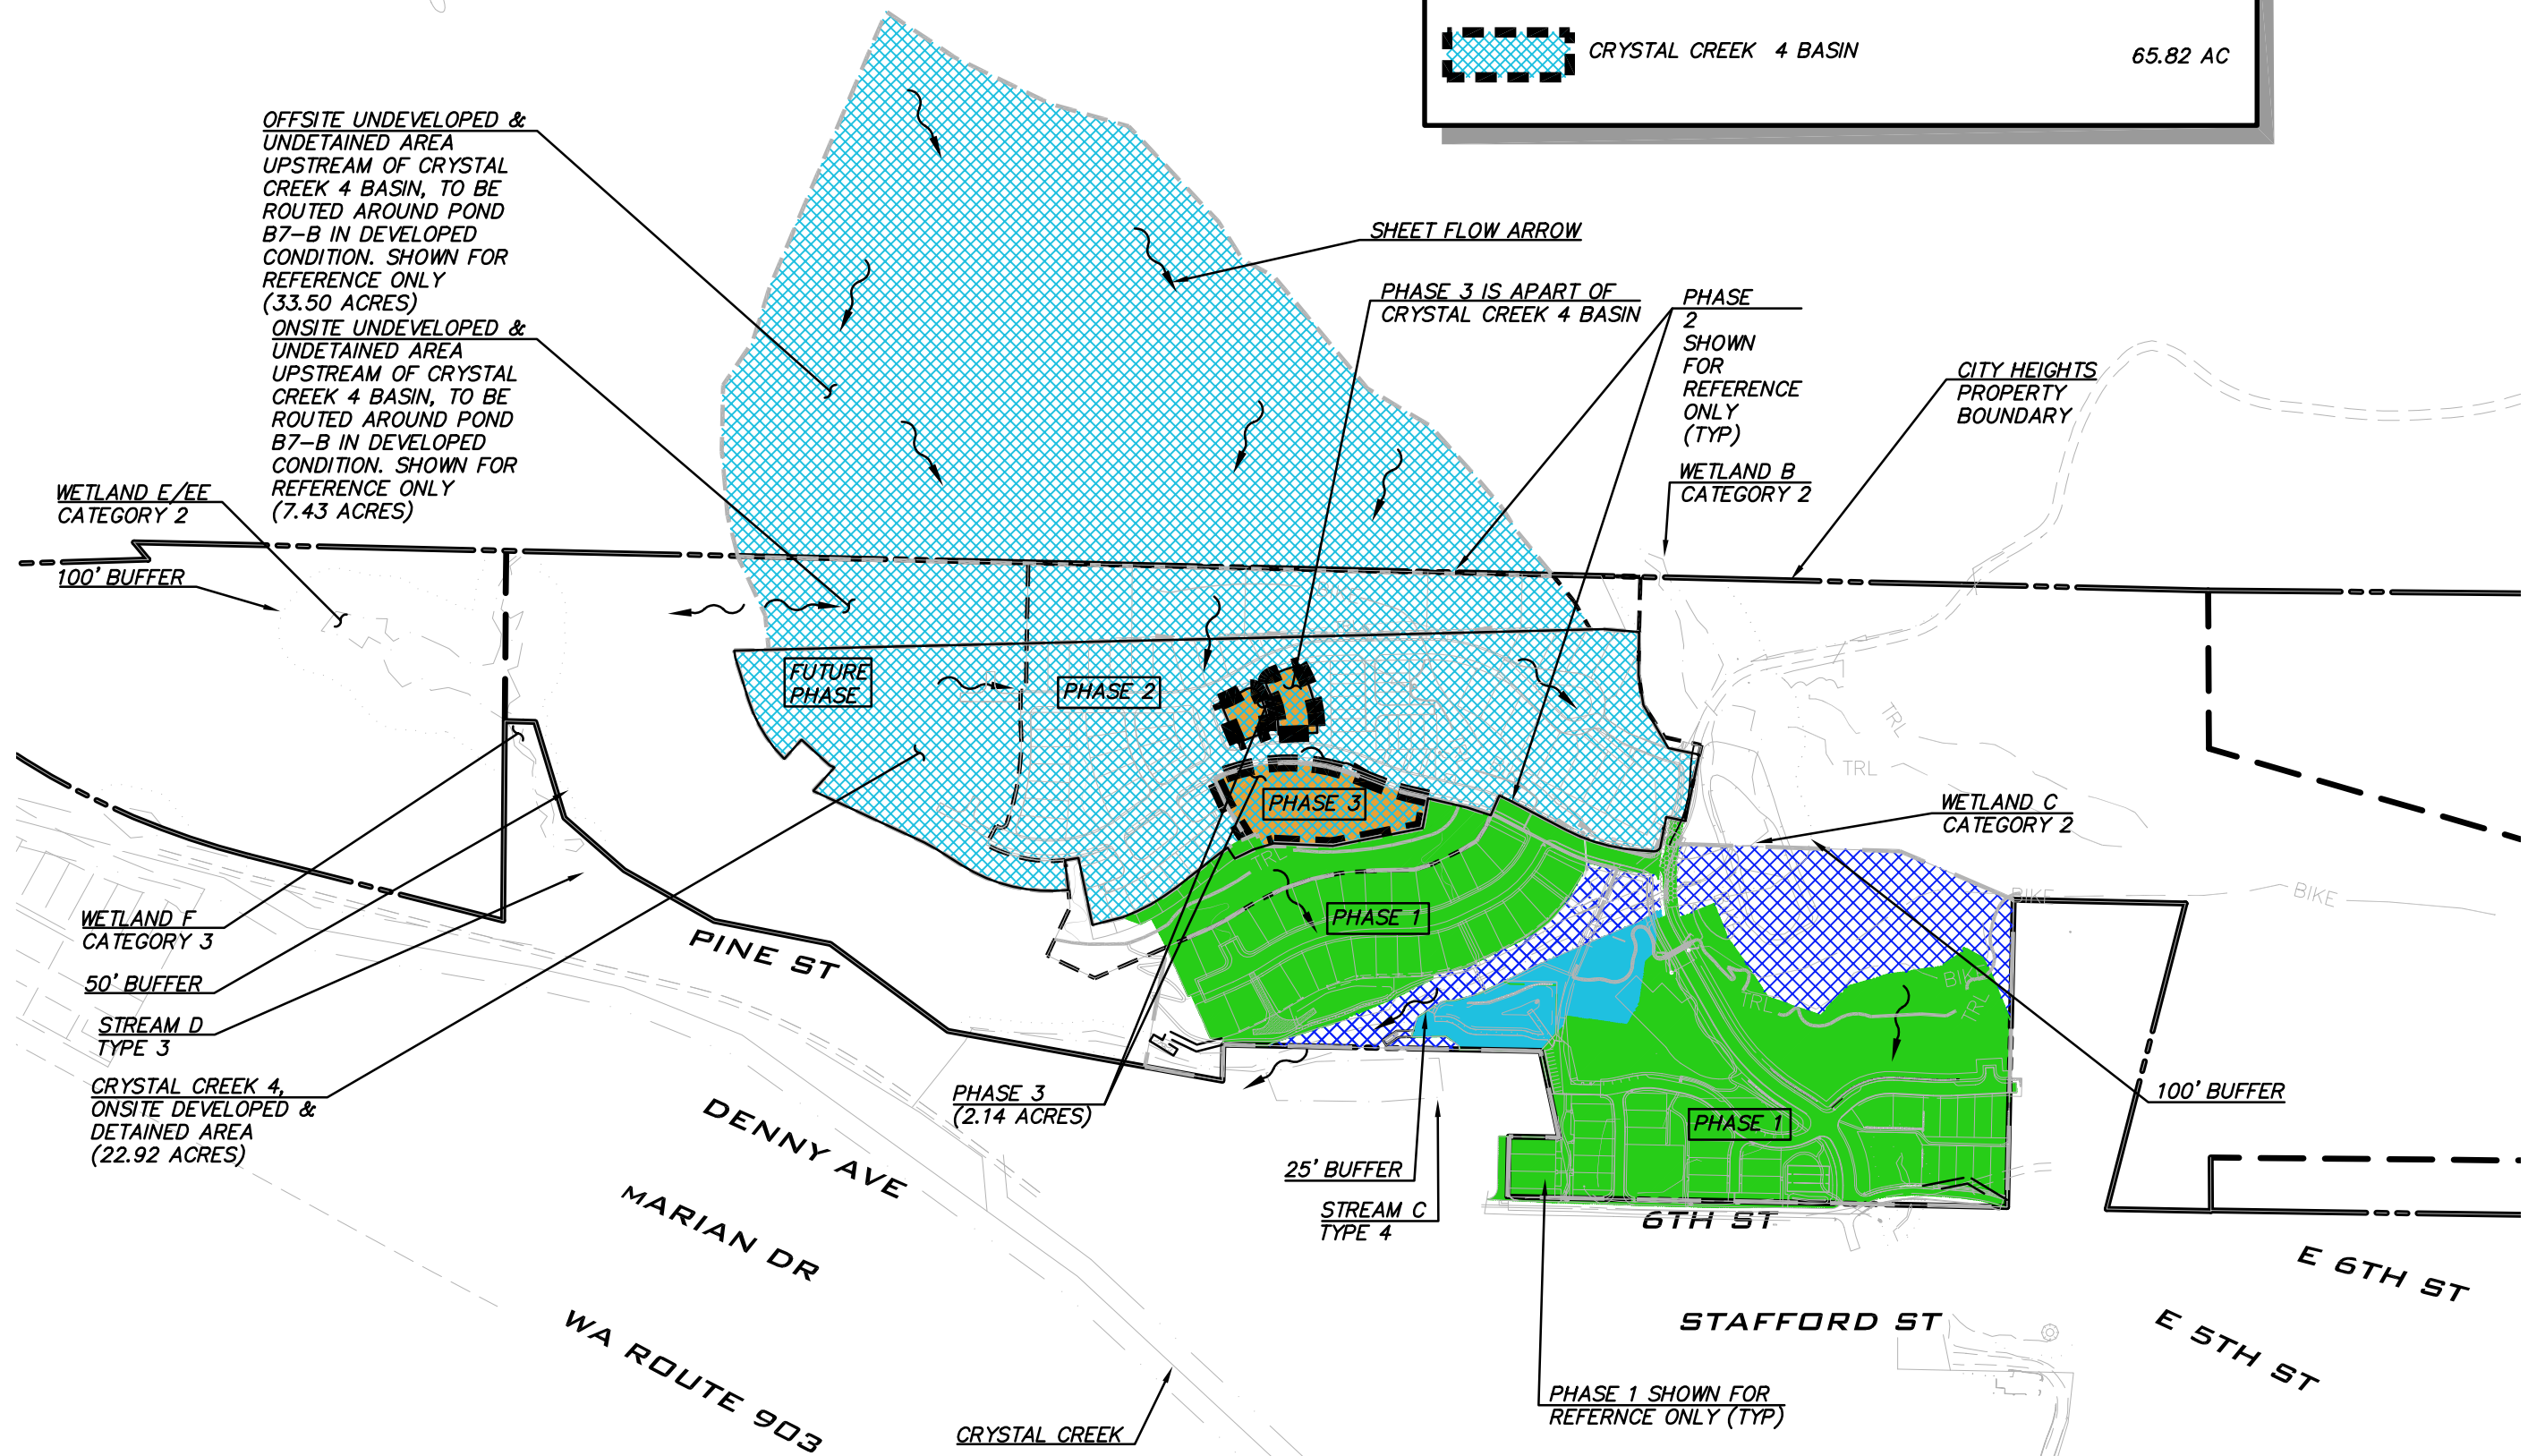 CRYSTAL CREEK 4 BASIN 65.82 AC
OFFSITE UNDEVELOPED &
UNDETAINED AREA
UPSTREAM OF CRYSTAL
CREEK 4 BASIN, TO BE
ROUTED AROUND POND
B7-B IN DEVELOPED
CONDITION. SHOWN FOR
REFERENCE ONLY
(33.50 ACRES)
ONSITE UNDEVELOPED &
UNDETAINED AREA
UPSTREAM OF CRYSTAL
CREEK 4 BASIN, TO BE
ROUTED AROUND POND
B7-B IN DEVELOPED
CONDITION. SHOWN FOR
REFERENCE ONLY
(7.43 ACRES)
SHEET FLOW ARROW
PHASE 3 IS APART OF
CRYSTAL CREEK 4 BASIN
PHASE
2
SHOWN
FOR
REFERENCE
ONLY
(TYP)
CITY HEIGHTS
PROPERTY
BOUNDARY
WETLAND B
CATEGORY 2
WETLAND E/EE
CATEGORY 2
100' BUFFER
BIKE
FUTURE
PHASE
PHASE 2
PHASE 3
TRL
TRL
WETLAND C
CATEGORY 2
TRL
BIKE
BIKE
BIKE
TRL
TRL
PHASE 1
WETLAND F
CATEGORY 3
50' BUFFER
STREAM D
TYPE 3
CRYSTAL CREEK 4,
ONSITE DEVELOPED &
DETAINED AREA
(22.92 ACRES)
PINE ST
PHASE 3
(2.14 ACRES)
PHASE 1
100' BUFFER
25' BUFFER
STREAM C
TYPE 4
DENNY AVE
MARIAN DR
WA ROUTE 903
6TH ST
STAFFORD ST
E 6TH ST
E 5TH ST
PHASE 1 SHOWN FOR
REFERNCE ONLY (TYP)
CRYSTAL CREEK